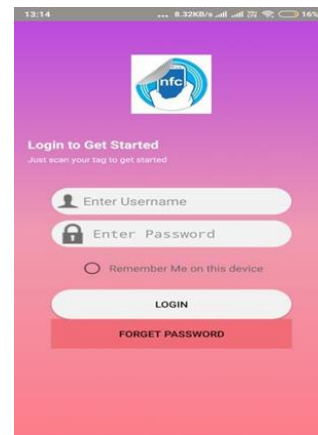 13:14 ... 8.32KB/s 16%
nfc
Login to Get Started
Just scan your tag to get started
Enter Username
Enter Password
Remember Me on this device
LOGIN
FORGET PASSWORD